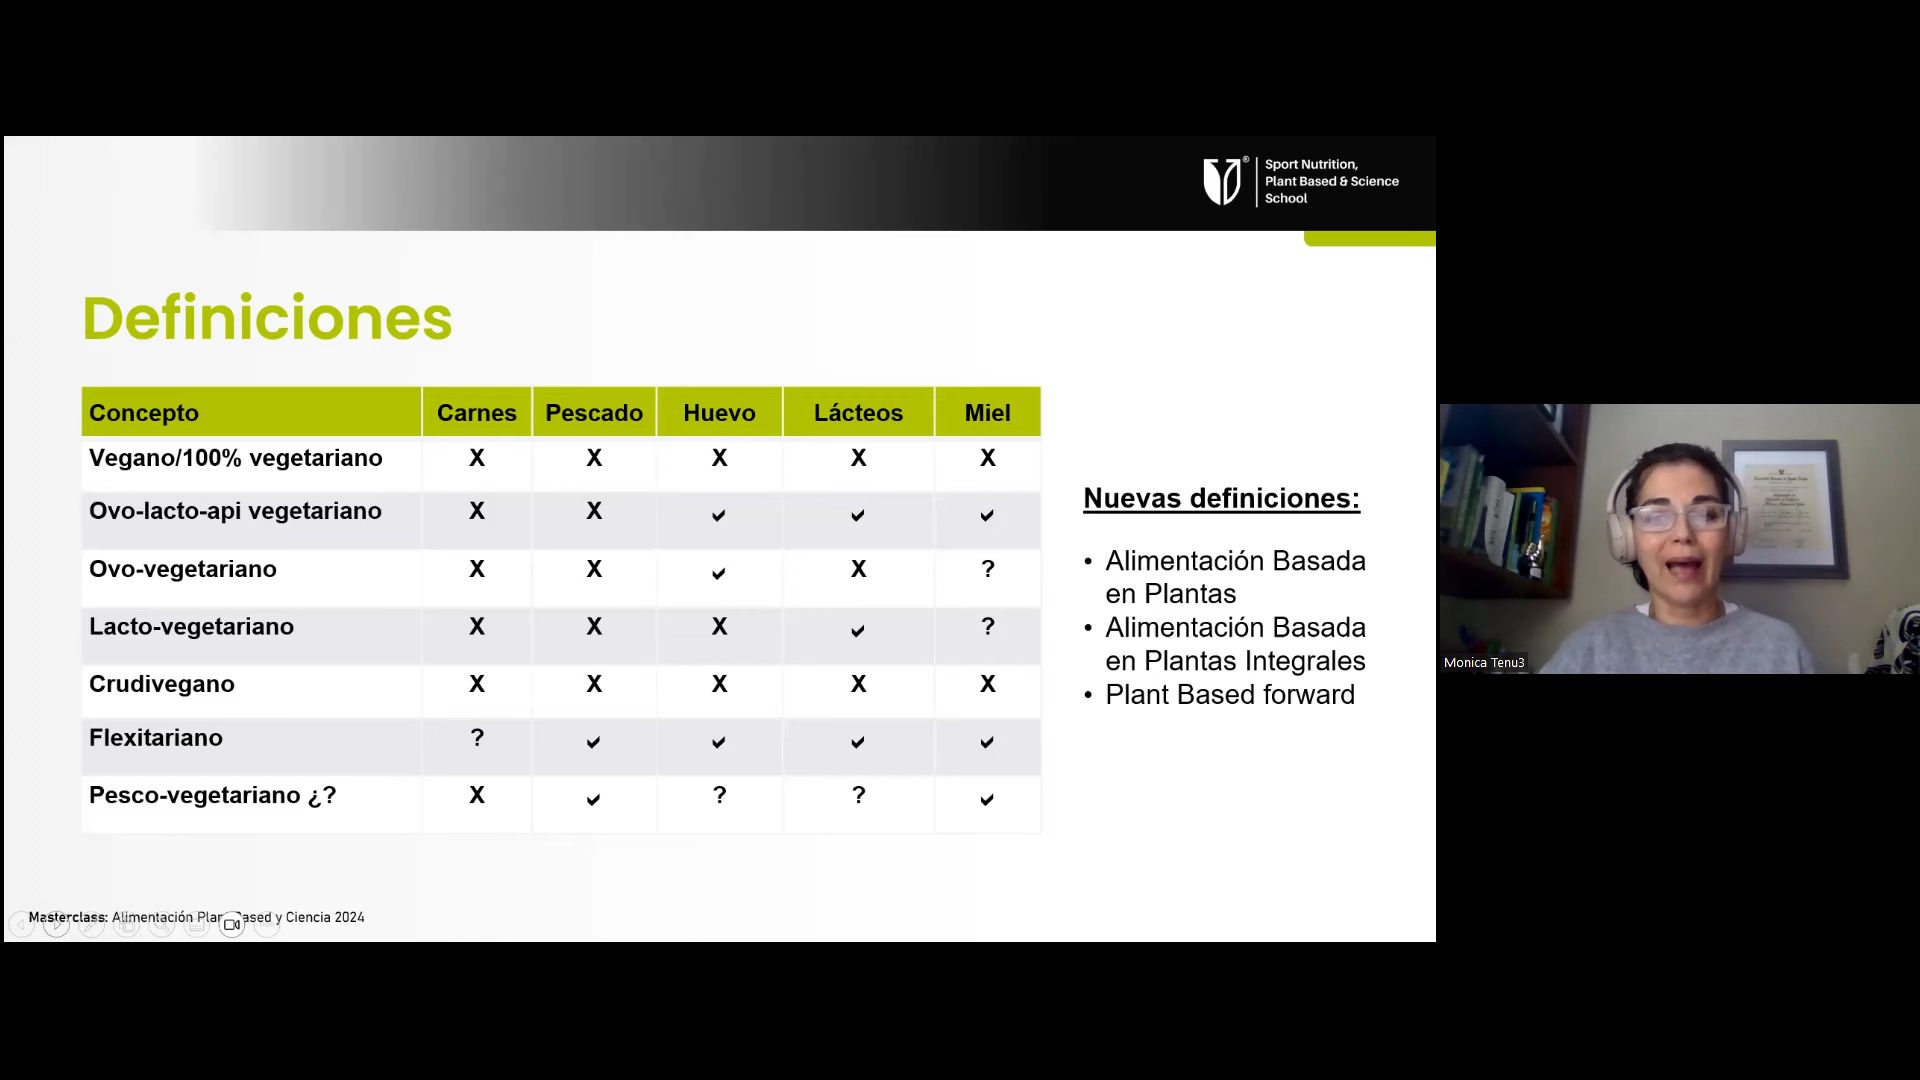 Sport Nutrition,
Plant Based & Science
School
Definiciones
Concepto Carnes Pescado Huevo Lácteos Miel
Vegano/100% vegetariano X X X X X
Ovo-lacto-api vegetariano X X ✓ ✓ ✓
Ovo-vegetariano X X ✓ X ?
Lacto-vegetariano X X X ✓ ?
Crudivegano X X X X X
Flexitariano ? ✓ ✓ ✓ ✓
Pesco-vegetariano ¿? X ✓ ? ? ✓
Nuevas definiciones:
• Alimentación Basada
en Plantas
• Alimentación Basada
en Plantas Integrales
• Plant Based forward
Monica Tenu3
Masterclass: Alimentación Plant Based y Ciencia 2024